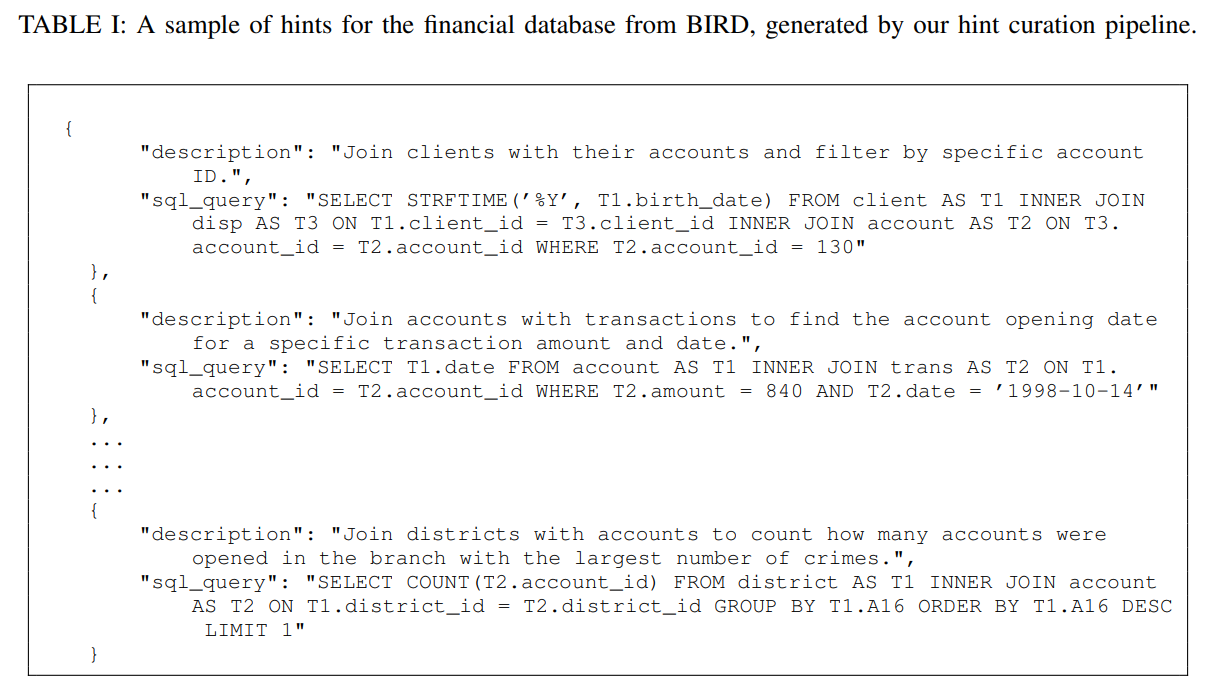 TABLE I: A sample of hints for the financial database from BIRD, generated by our hint curation pipeline.
{
"description": "Join clients with their accounts and filter by specific account
ID.",
"sql_query": "SELECT STRFTIME(’%Y’, T1.birth_date) FROM client AS T1 INNER JOIN
disp AS T3 ON T1.client_id = T3.client_id INNER JOIN account AS T2 ON T3.
account_id = T2.account_id WHERE T2.account_id = 130"
},
{
"description": "Join accounts with transactions to find the account opening date
for a specific transaction amount and date.",
"sql_query": "SELECT T1.date FROM account AS T1 INNER JOIN trans AS T2 ON T1.
account_id = T2.account_id WHERE T2.amount = 840 AND T2.date = ’1998-10-14’"
},
...
...
...
{
"description": "Join districts with accounts to count how many accounts were
opened in the branch with the largest number of crimes.",
"sql_query": "SELECT COUNT(T2.account_id) FROM district AS T1 INNER JOIN account
AS T2 ON T1.district_id = T2.district_id GROUP BY T1.A16 ORDER BY T1.A16 DESC
LIMIT 1"
}